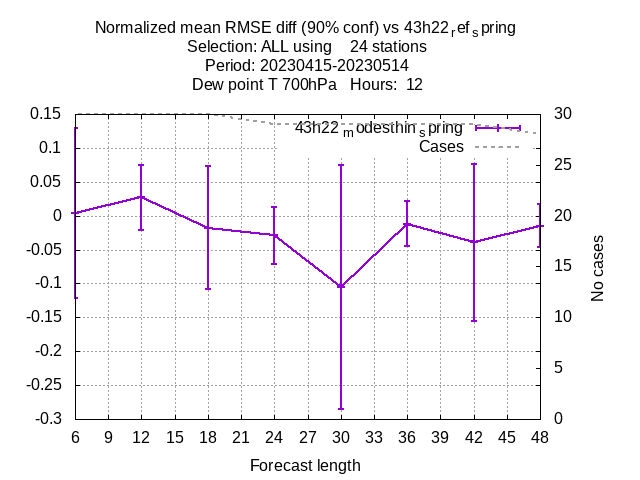 Normalized mean RMSE diff (90% conf) vs 43h22refspring
Selection: ALL using    24 stations
Period: 20230415-20230514
Dew point T 700hPa   Hours:  12
43h22modesthinspring
Cases
0.15
0.1
0.05
0
-0.05
-0.1
-0.15
-0.2
-0.25
-0.3
30
25
20
15
10
5
0
No cases
6 9 12 15 18 21 24 27 30 33 36 39 42 45 48
Forecast length